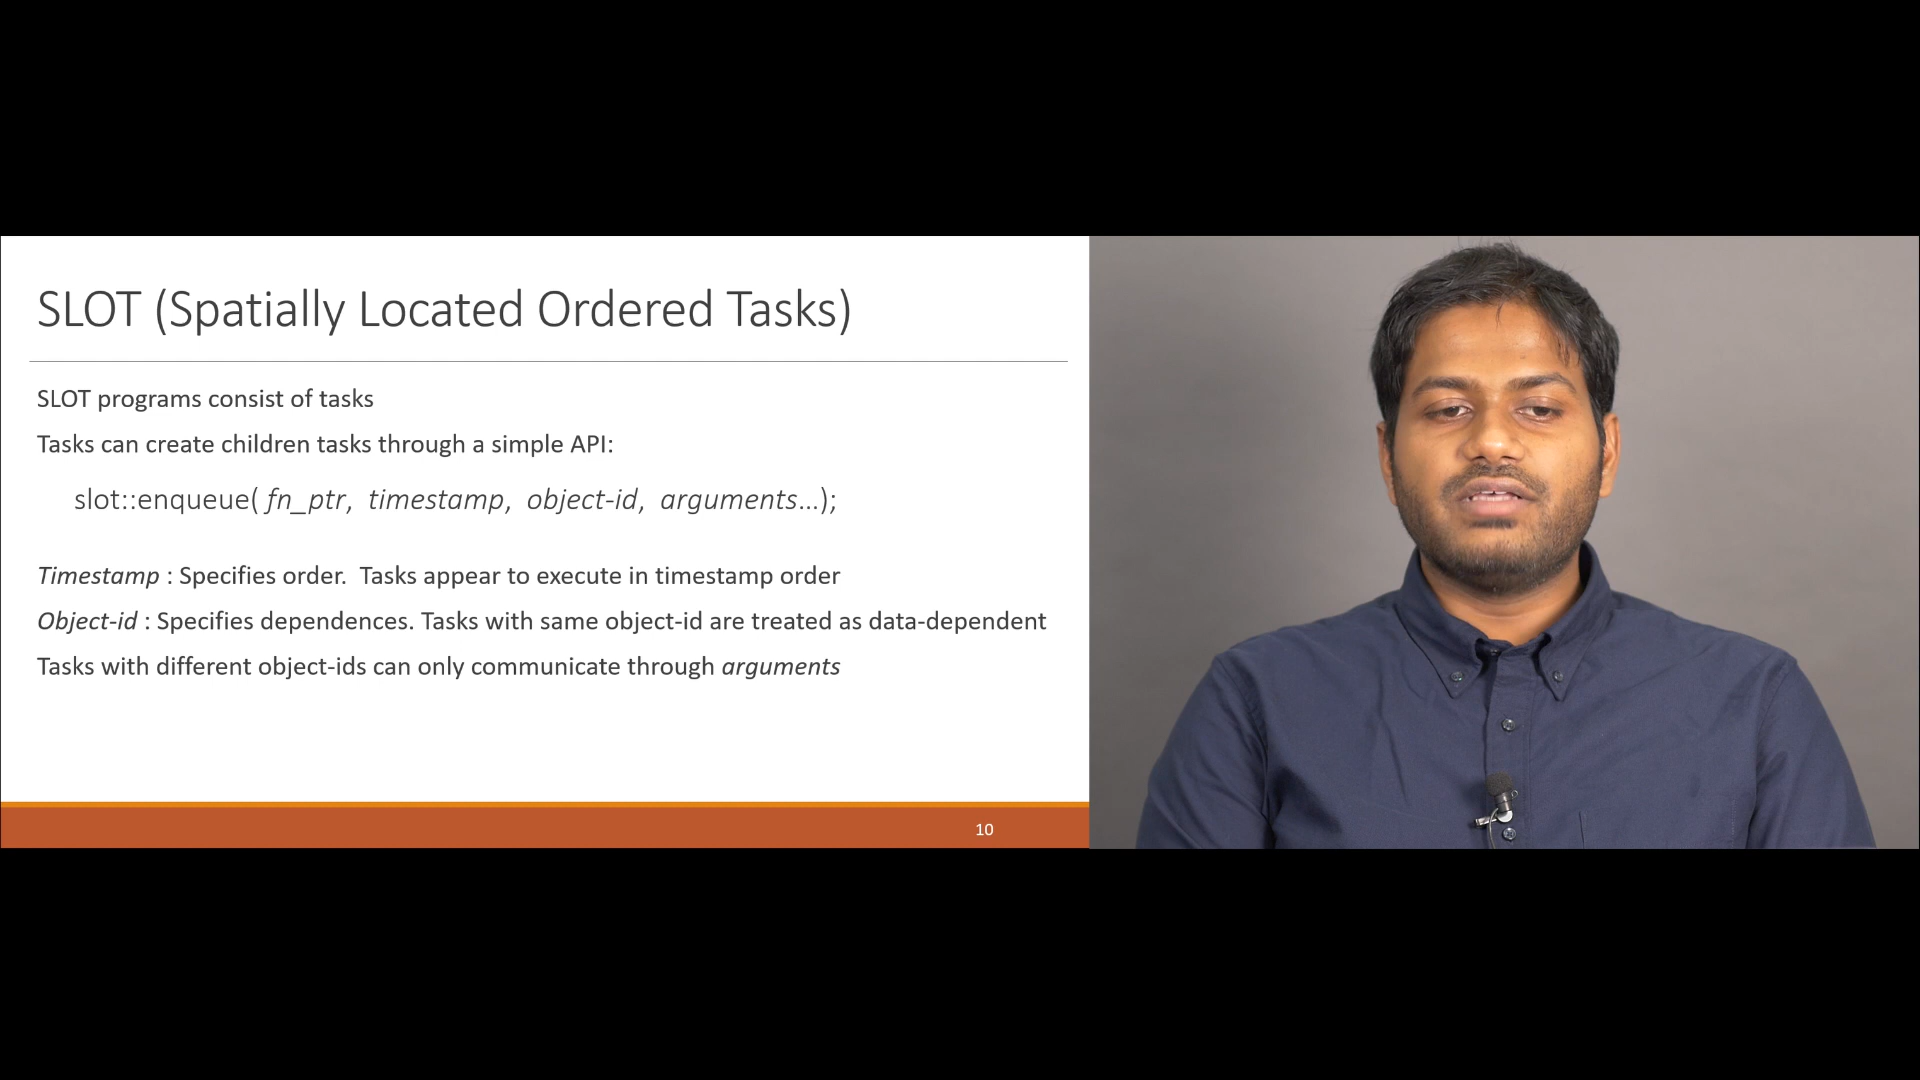 SLOT (Spatially Located Ordered Tasks)
SLOT programs consist of tasks
Tasks can create children tasks through a simple API:
slot::enqueue( fn_ptr, timestamp, object-id, arguments...);
Timestamp : Specifies order. Tasks appear to execute in timestamp order
Object-id : Specifies dependences. Tasks with same object-id are treated as data-dependent
Tasks with different object-ids can only communicate through arguments
10